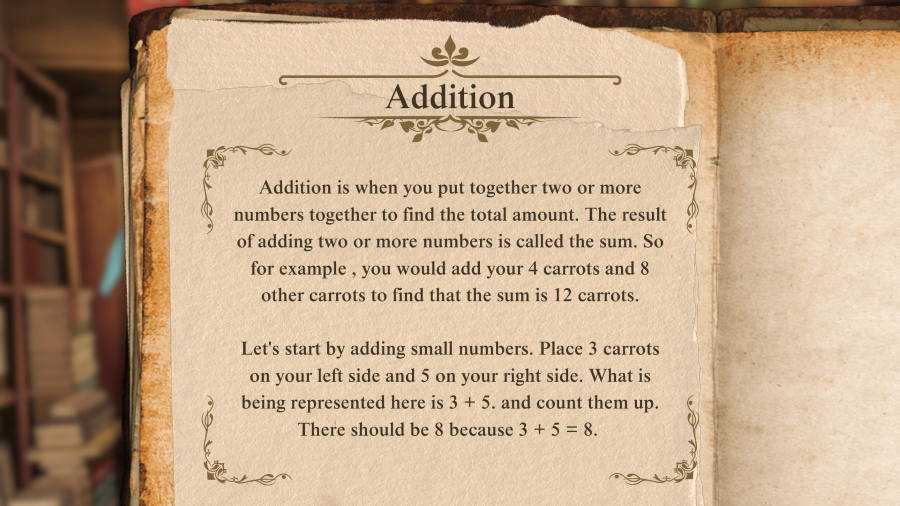 Addition
Addition is when you put together two or more
numbers together to find the total amount. The result
of adding two or more numbers is called the sum. So
for example , you would add your 4 carrots and 8
other carrots to find that the sum is 12 carrots.
Let's start by adding small numbers. Place 3 carrots
on your left side and 5 on your right side. What is
being represented here is 3 + 5. and count them up.
There should be 8 because 3 + 5 = 8.